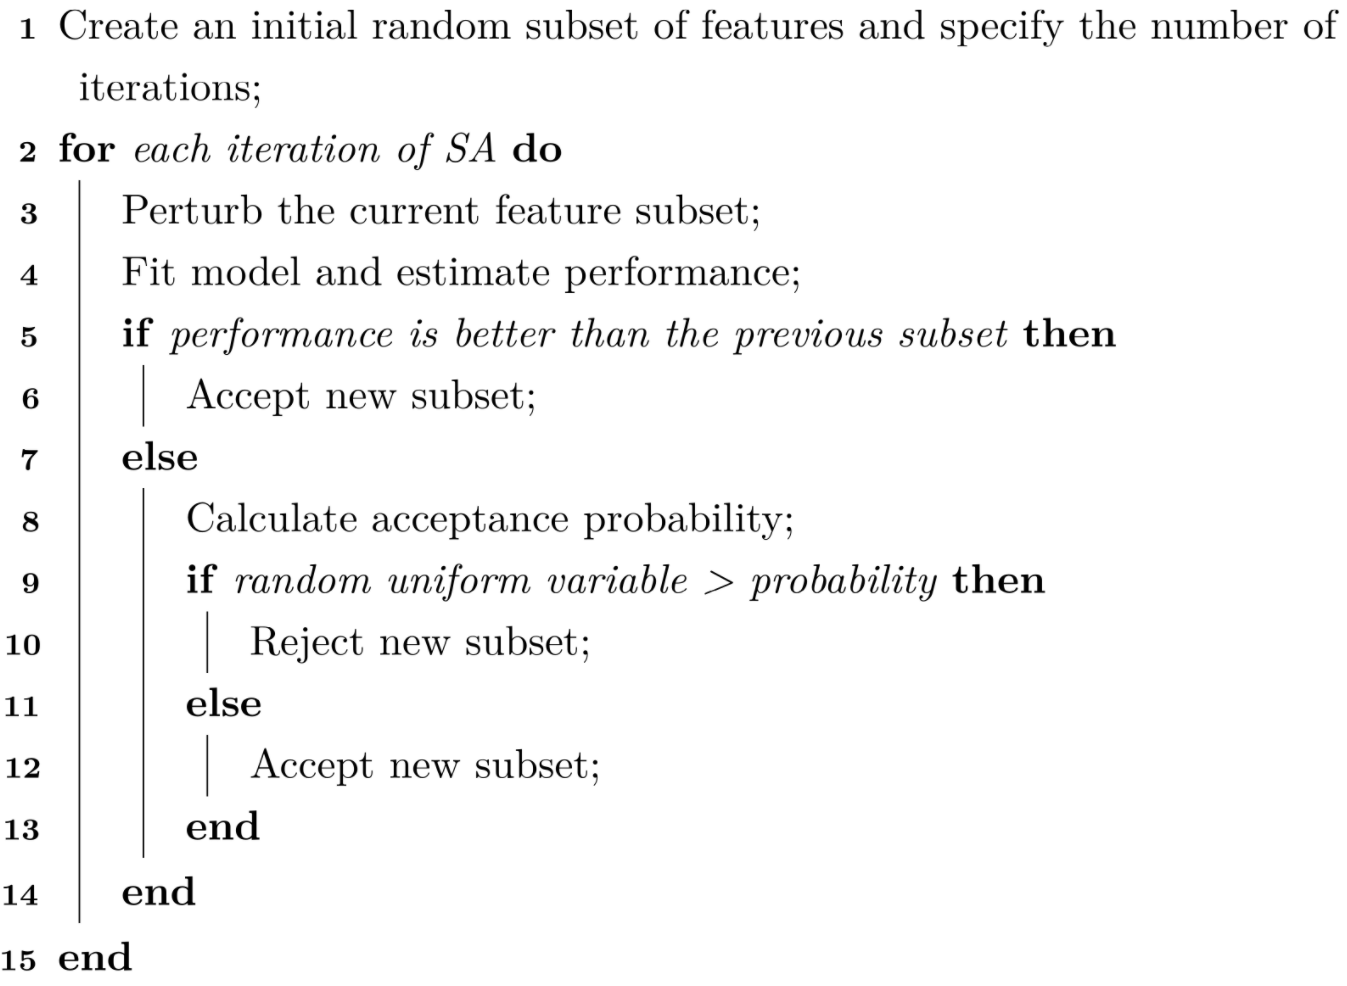 1 Create an initial random subset of features and specify the number of
iterations;
2 for each iteration of SA do
3 Perturb the current feature subset;
4 Fit model and estimate performance;
5 if performance is better than the previous subset then
6 Accept new subset;
7 else
8 Calculate acceptance probability;
9 if random uniform variable > probability then
10 Reject new subset;
11 else
12 Accept new subset;
13 end
14 end
15 end